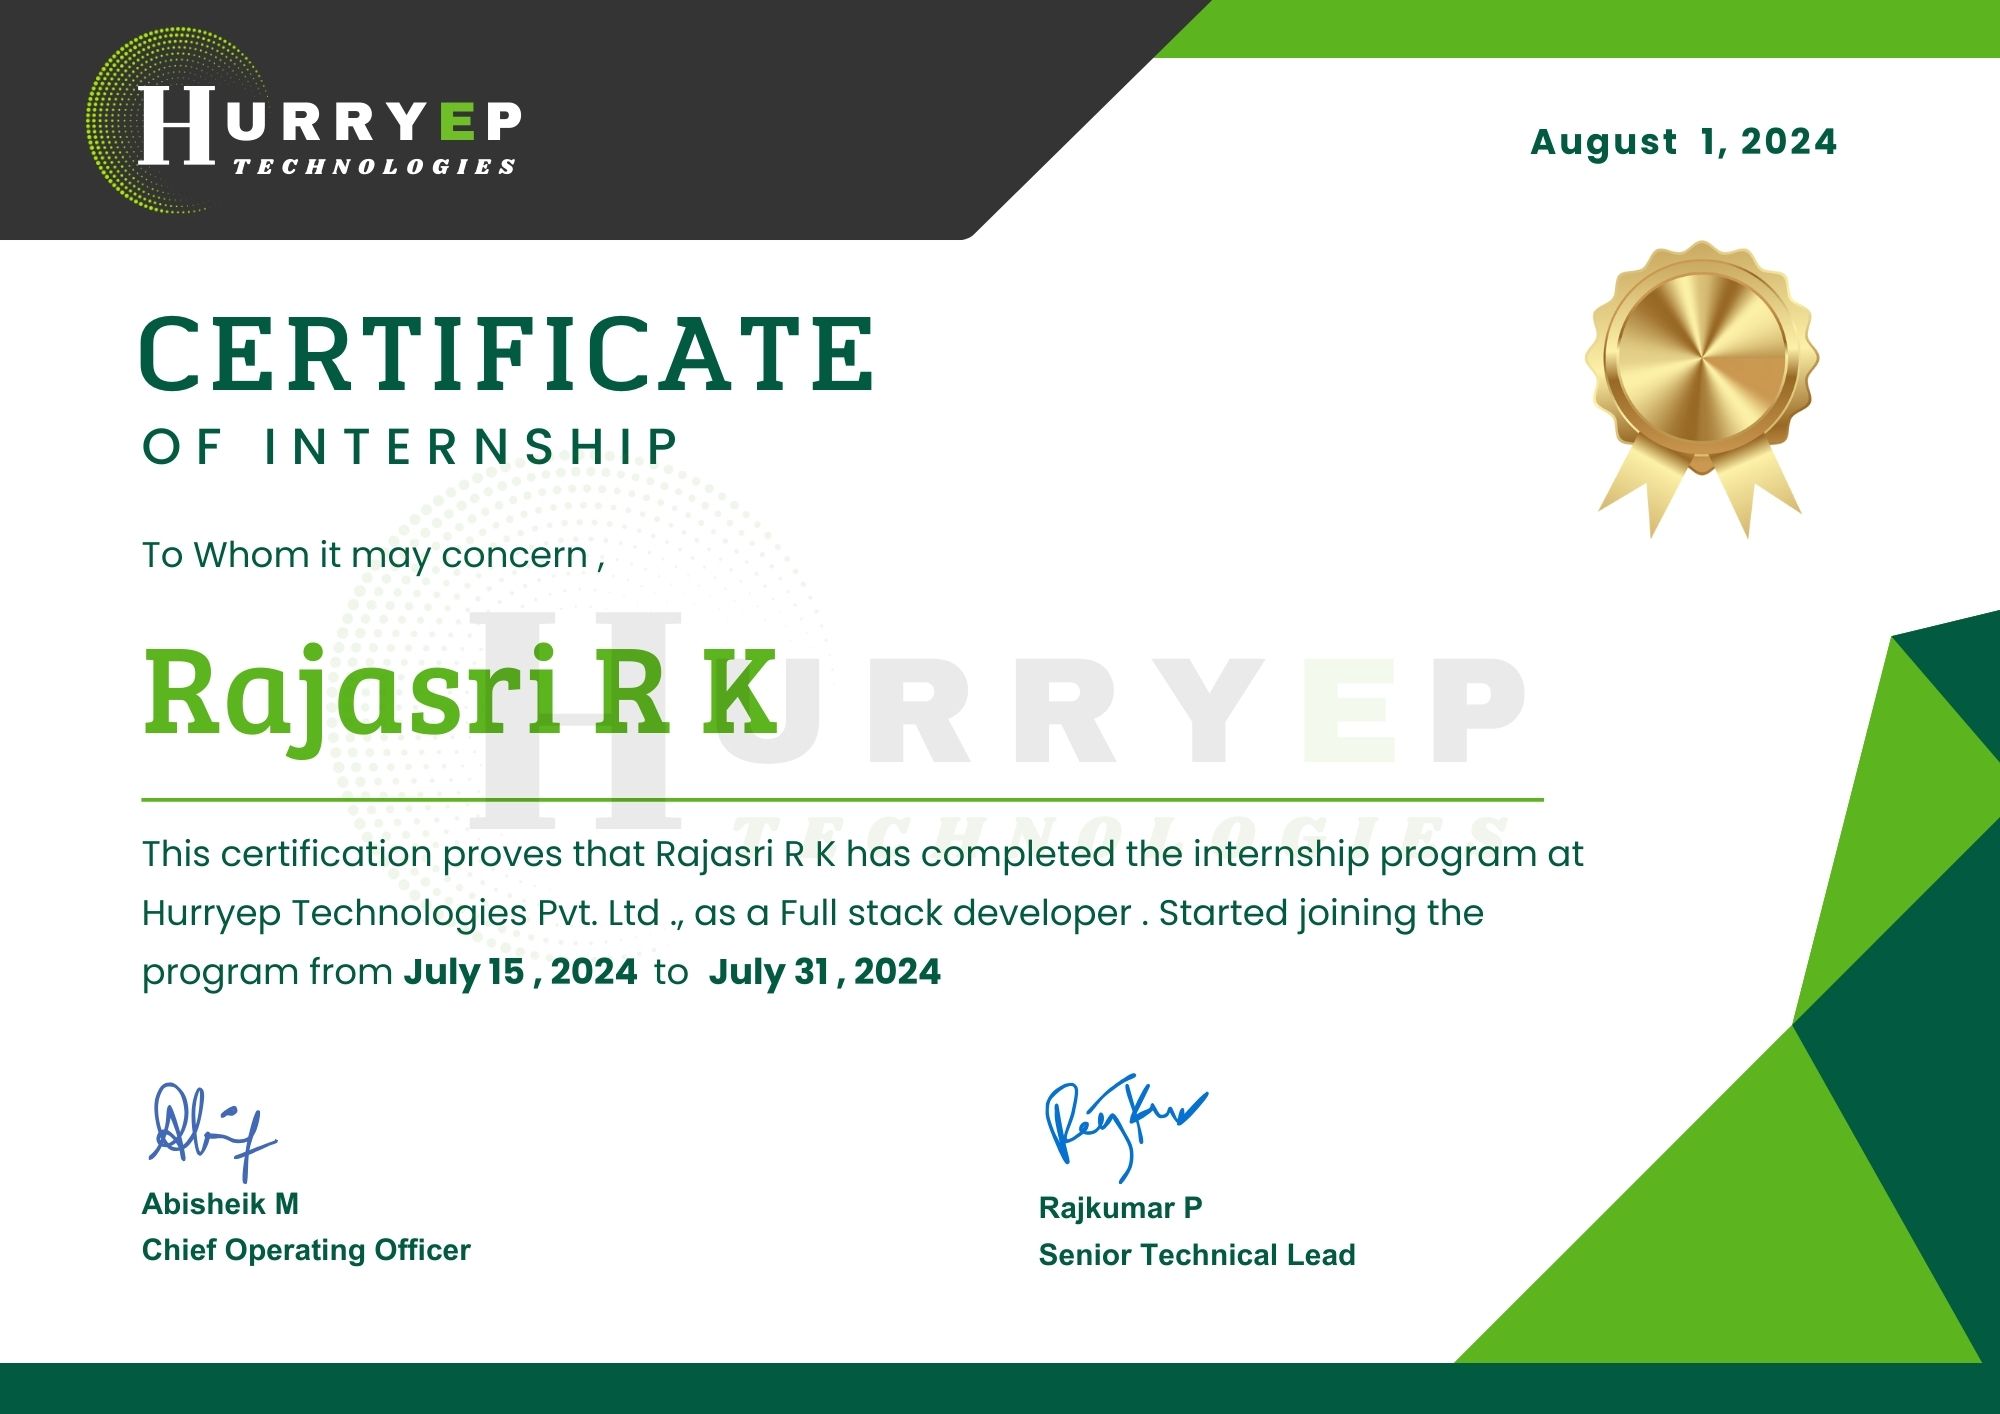 HURRYEP
TECHNOLOGIES
August 1, 2024
CERTIFICATE
OF INTERNSHIP
To Whom it may concern ,
Rajasri R K
HURRYEP
TECHNOLOGIES
This certification proves that Rajasri R K has completed the internship program at
Hurryep Technologies Pvt. Ltd ., as a Full stack developer . Started joining the
program from July 15 , 2024 to July 31 , 2024
Abisheik M
Chief Operating Officer
Rajkumar P
Senior Technical Lead